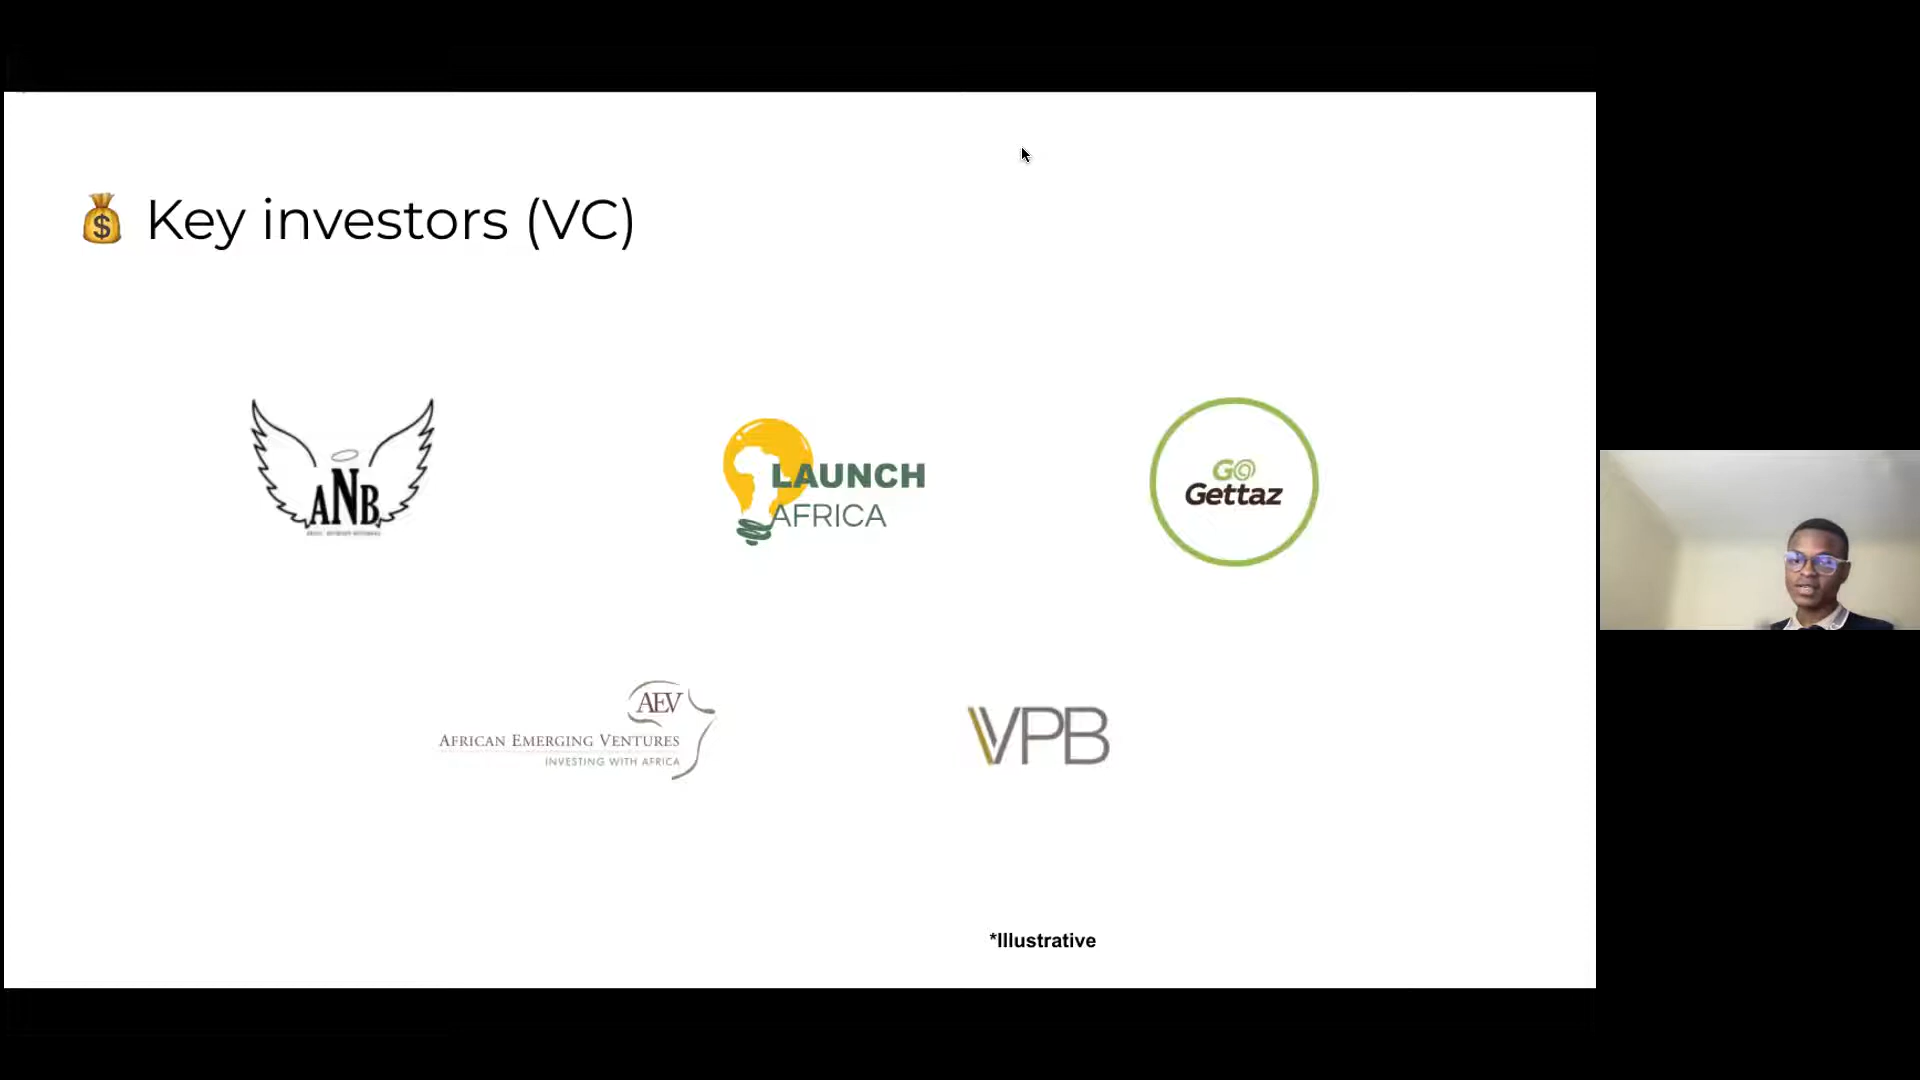 💰 Key investors (VC)
ANB
LAUNCH
AFRICA
GO
Gettaz
AEV
AFRICAN EMERGING VENTURES
INVESTING WITH AFRICA
VPB
*Illustrative